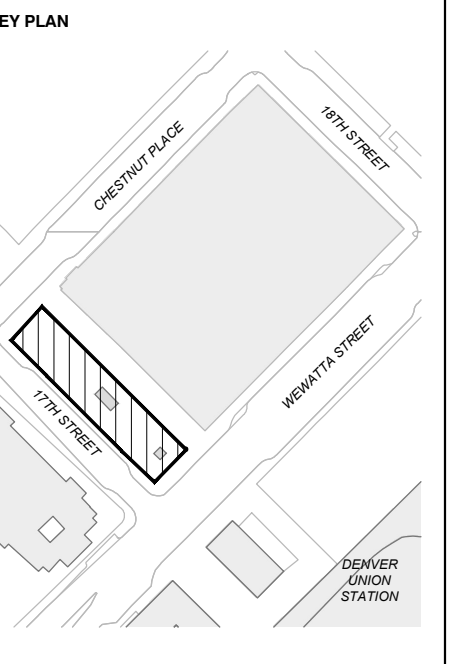 EY PLAN
CHESTNUT PLACE
18TH STREET
WEWATTA STREET
17TH STREET
DENVER
UNION
STATION